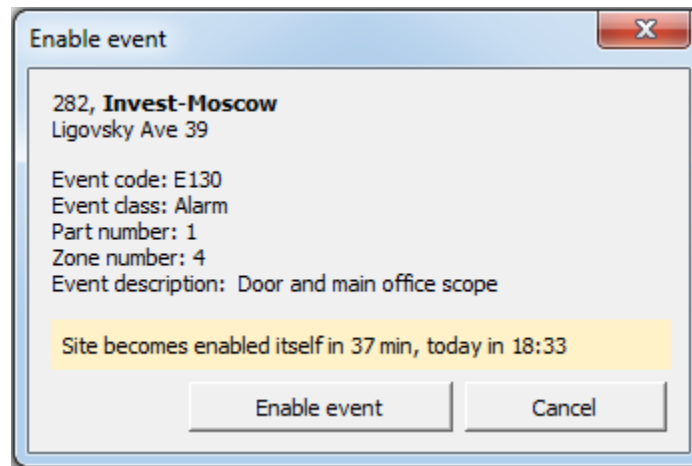 Enable event
282, Invest-Moscow
Ligovsky Ave 39
Event code: E130
Event class: Alarm
Part number: 1
Zone number: 4
Event description:  Door and main office scope
Site becomes enabled itself in 37 min, today in 18:33
Enable event
Cancel